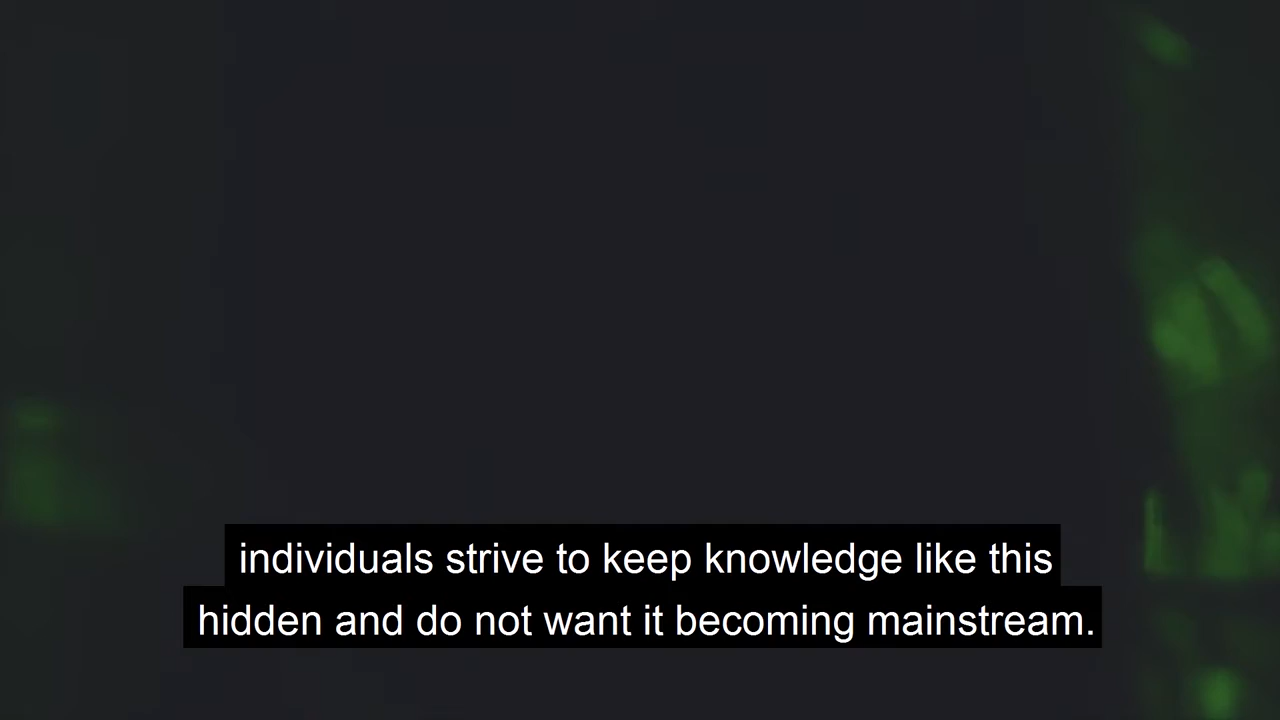 individuals strive to keep knowledge like this
hidden and do not want it becoming mainstream.